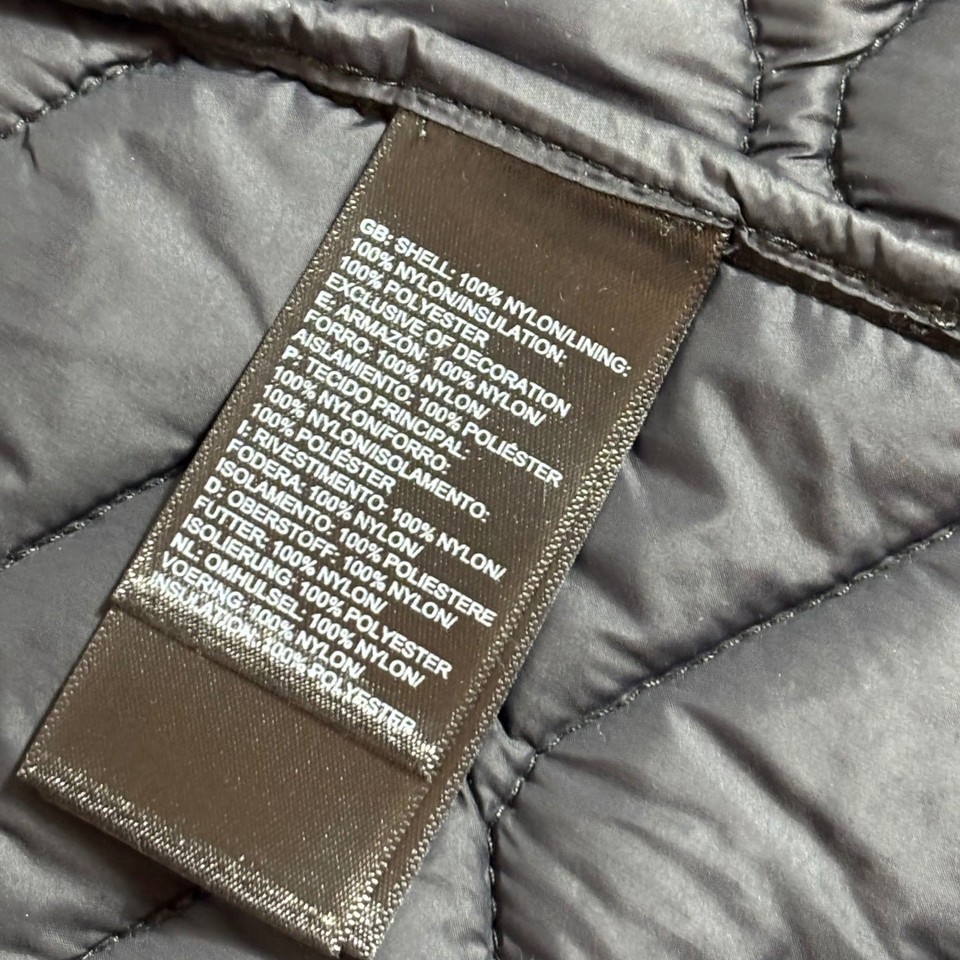 GB: SHELL: 100% NYLON/LINING:
100% NYLON/INSULATION:
100% POLYESTER
EXCLUSIVE OF DECORATION
E: ARMAZÓN: 100% NYLON/
FORRO: 100% NYLON/
AISLAMIENTO: 100% POLIÉSTER
P: TECIDO PRINCIPAL:
100% NYLON/FORRO:
100% NYLON/ISOLAMENTO:
100% POLIÉSTER
I: RIVESTIMENTO: 100% NYLON/
FODERA: 100% NYLON/
ISOLAMENTO: 100% POLIESTERE
D: OBERSTOFF: 100% NYLON/
FUTTER: 100% NYLON/
ISOLIERUNG: 100% POLYESTER
NL: OMHULSEL: 100% NYLON/
VOERING: 100% NYLON/
INSULATION: 100% POLYESTER